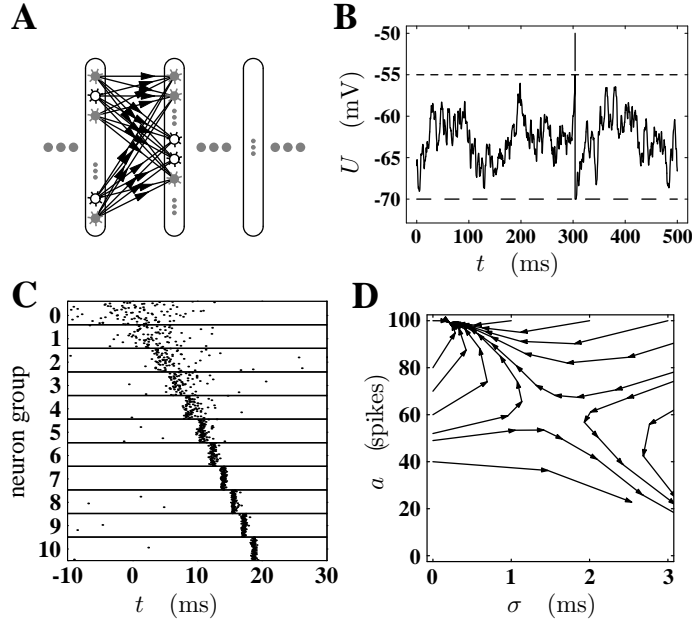 A
B
-50
-55
-60
-65
-70
U (mV)
0 100 200 300 400 500
t (ms)
C
0
1
2
3
4
5
6
7
8
9
10
neuron group
-10 0 10 20 30
t (ms)
D
100
80
60
40
20
0
a (spikes)
0 1 2 3
σ (ms)